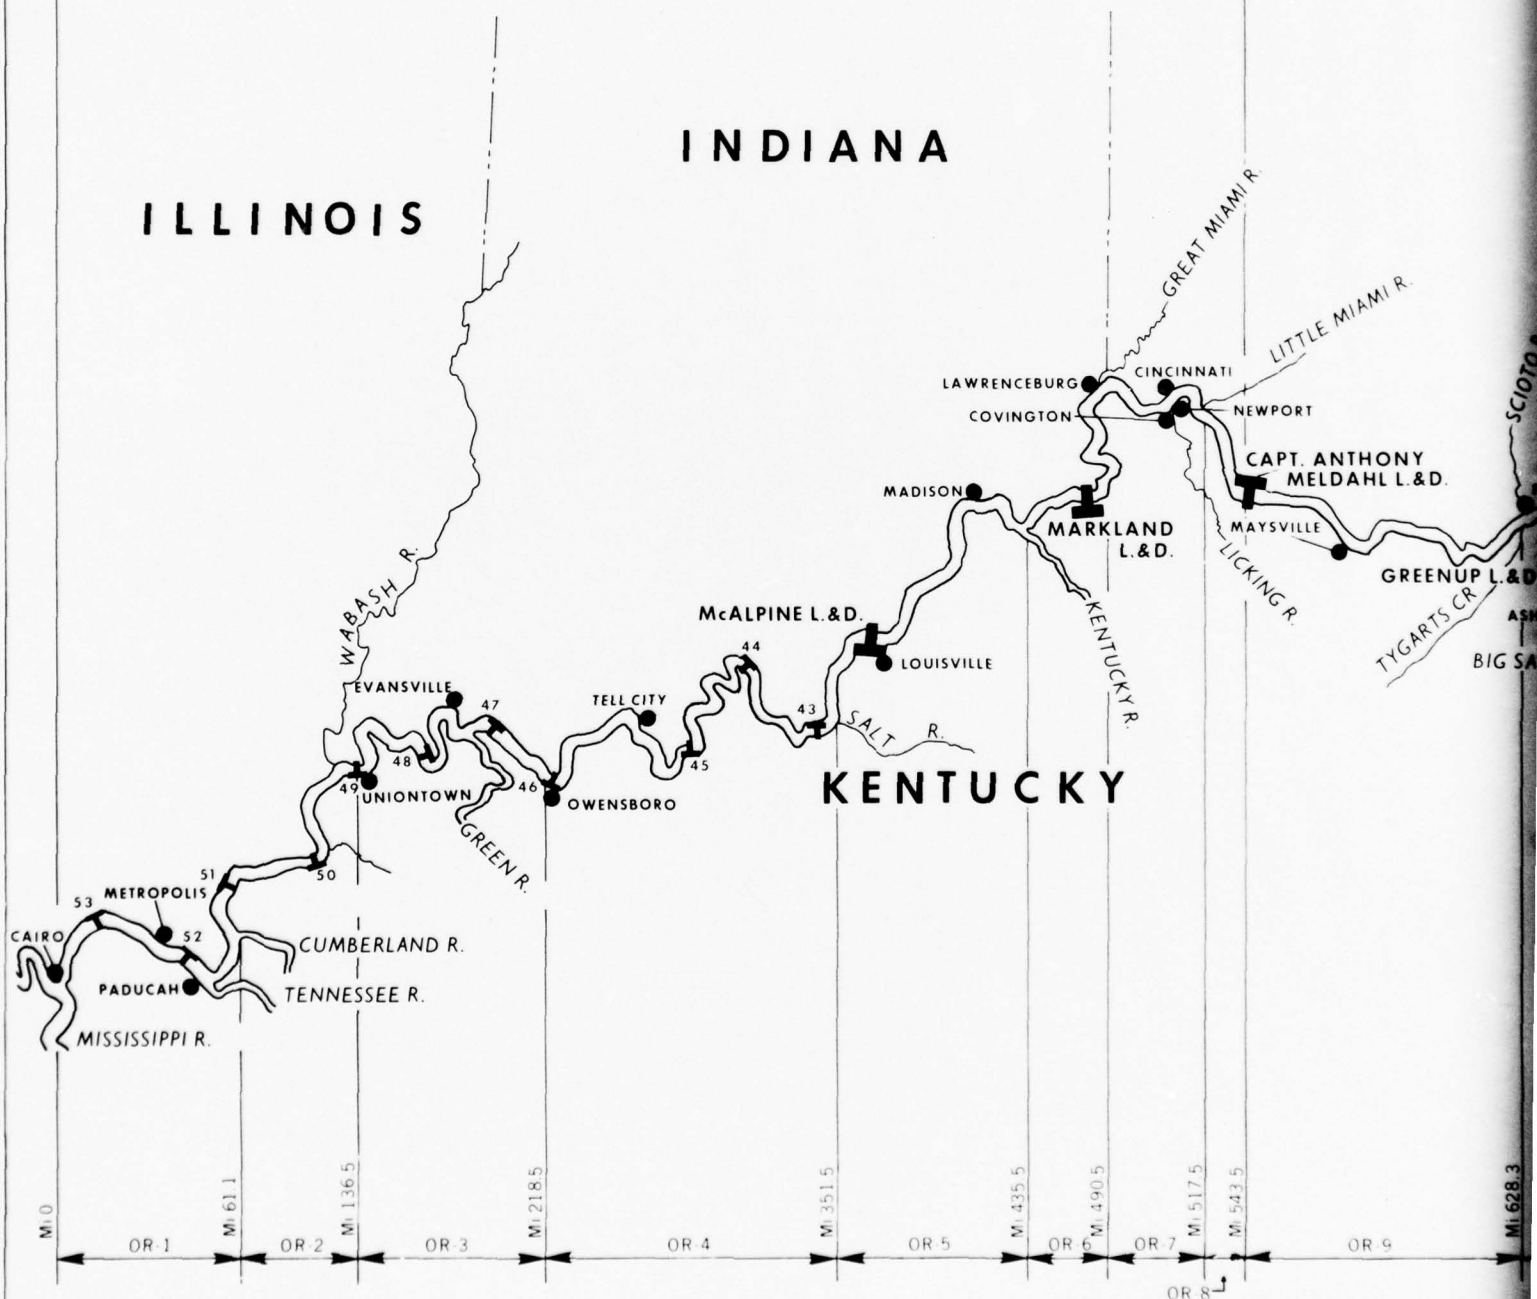 INDIANA
ILLINOIS
GREAT MIAMI R.
LITTLE MIAMI R.
LAWRENCEBURG
CINCINNATI
COVINGTON
NEWPORT
CAPT. ANTHONY
MELDAHL L.&D.
MADISON
MARKLAND
L.&D.
MAYSVILLE
LICKING R.
GREENUP L.&D
TYGARTS CR
WABASH R.
McALPINE L.&D.
LOUISVILLE
KENTUCKY R.
44
EVANSVILLE
47
TELL CITY
43
SALT R.
48
45
49
UNIONTOWN
46
OWENSBORO
KENTUCKY
GREEN R.
51
50
METROPOLIS
53
52
CAIRO
CUMBERLAND R.
PADUCAH
TENNESSEE R.
MISSISSIPPI R.
Mi 0
Mi 61.1
Mi 136.5
Mi 218.5
Mi 351.5
Mi 435.5
Mi 490.5
Mi 517.5
Mi 543.5
Mi 628.3
OR-1
OR-2
OR-3
OR-4
OR-5
OR-6
OR-7
OR-9
OR-8